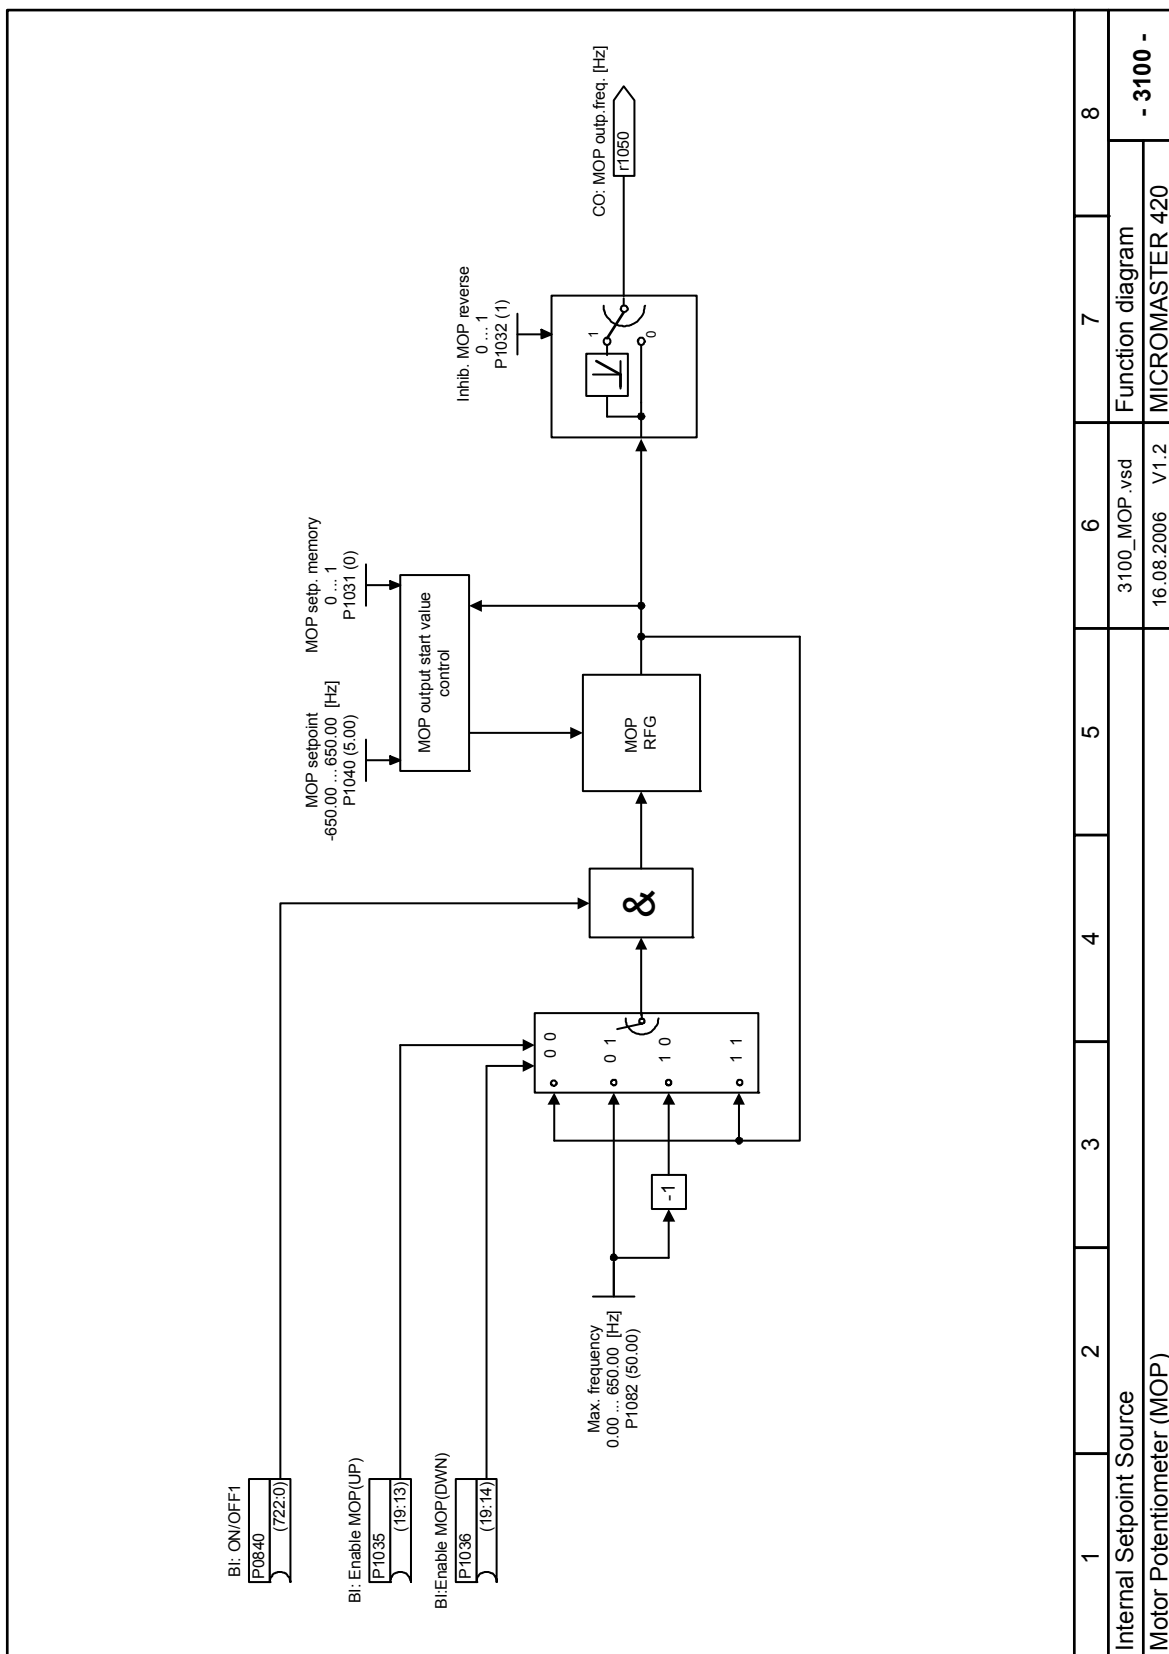 BI: ON/OFF1
P0840
(722:0)
BI: Enable MOP(UP)
P1035
(19:13)
BI:Enable MOP(DWN)
P1036
(19:14)
Max. frequency
0.00 ... 650.00 [Hz]
P1082 (50.00)
-1
0 0
0 1
1 0
1 1
&
MOP setpoint
-650.00 ... 650.00 [Hz]
P1040 (5.00)
MOP setp. memory
0 ... 1
P1031 (0)
MOP output start value
control
MOP
RFG
Inhib. MOP reverse
0 ... 1
P1032 (1)
1
0
CO: MOP outp.freq. [Hz]
r1050
1
2
3
4
5
6
7
8
Internal Setpoint Source
3100_MOP.vsd
Function diagram
- 3100 -
Motor Potentiometer (MOP)
16.08.2006 V1.2
MICROMASTER 420